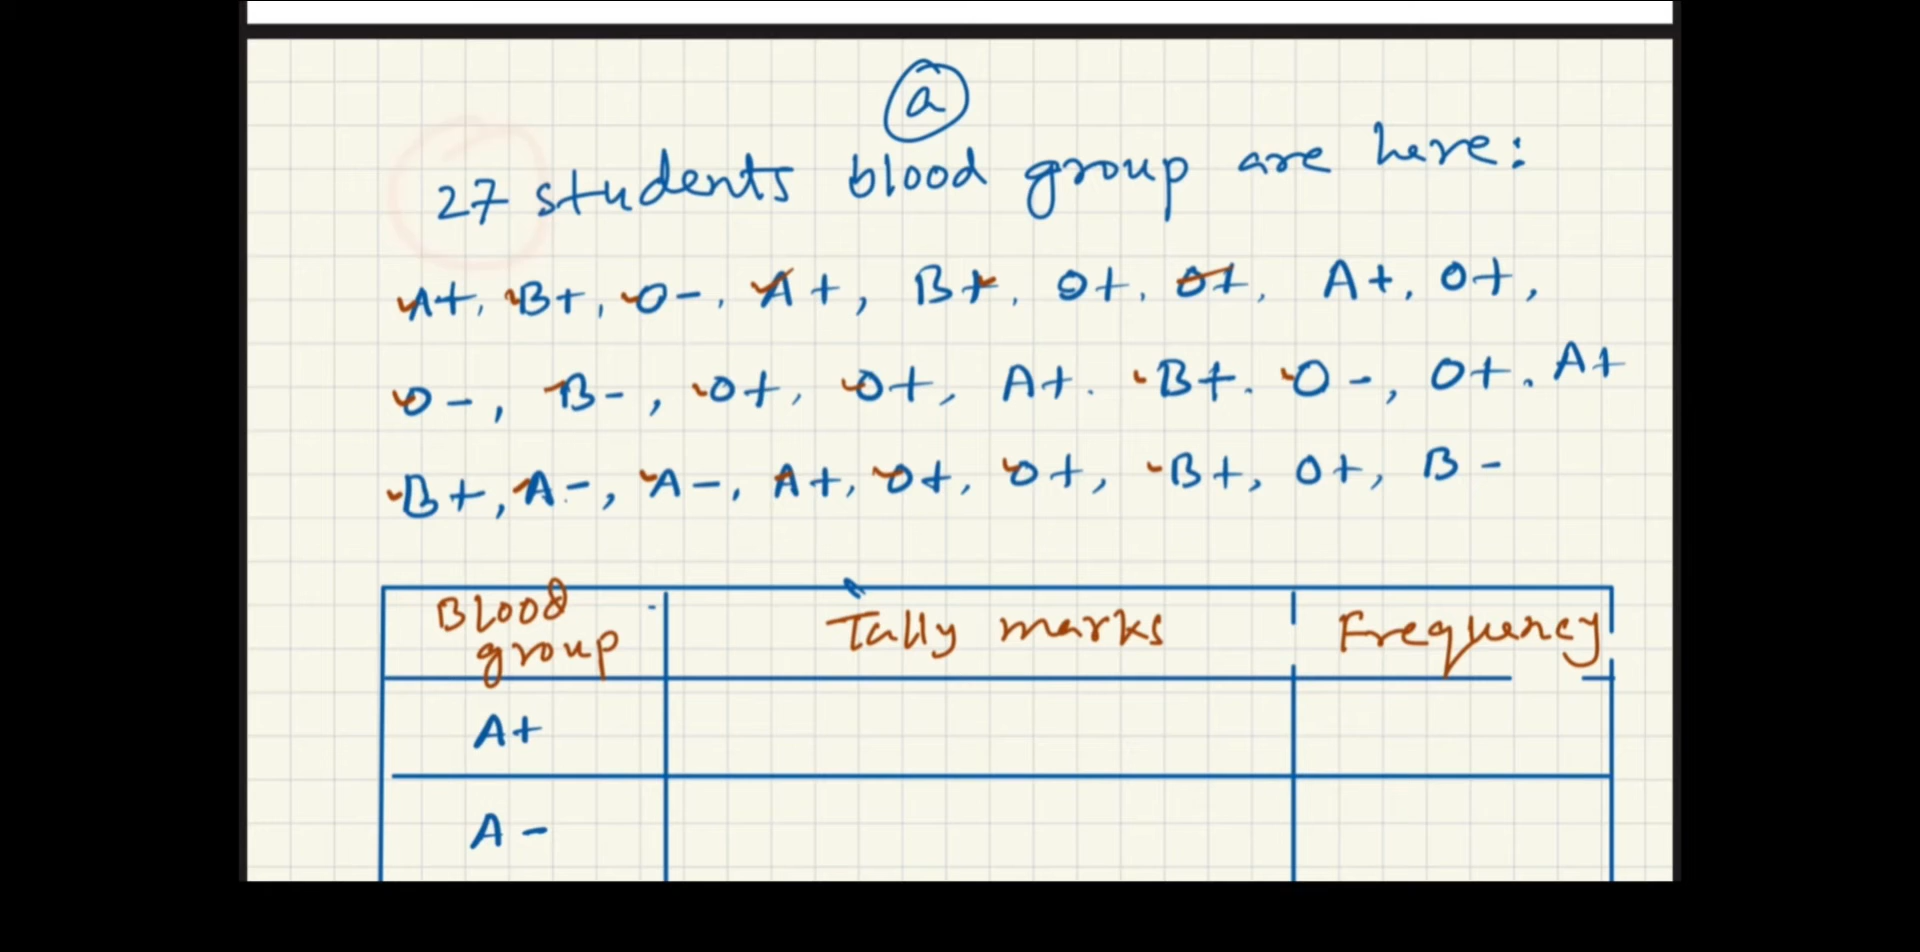 a
27 students blood group are here:
A+, B+, O-, A+, B+, O+, O+, A+, O+,
O-, B-, O+, O+, A+. B+. O-, O+, A+
B+, A-, A-, A+, O+, O+, B+, O+, B-
Blood group Tally marks Frequency
A+
A-